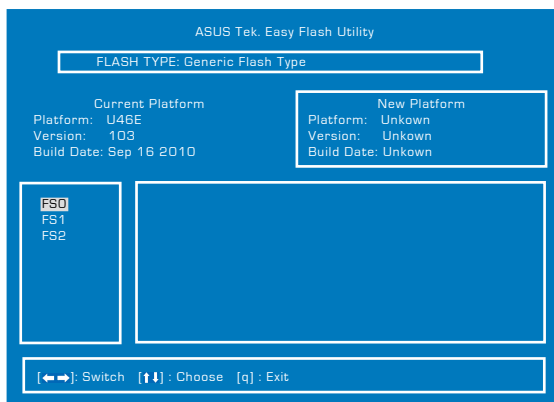 ASUS Tek. Easy Flash Utility
FLASH TYPE: Generic Flash Type
Current Platform
Platform: U46E
Version: 103
Build Date: Sep 16 2010
New Platform
Platform: Unkown
Version: Unkown
Build Date: Unkown
FS0
FS1
FS2
[←→]: Switch [↑↓] : Choose [q] : Exit